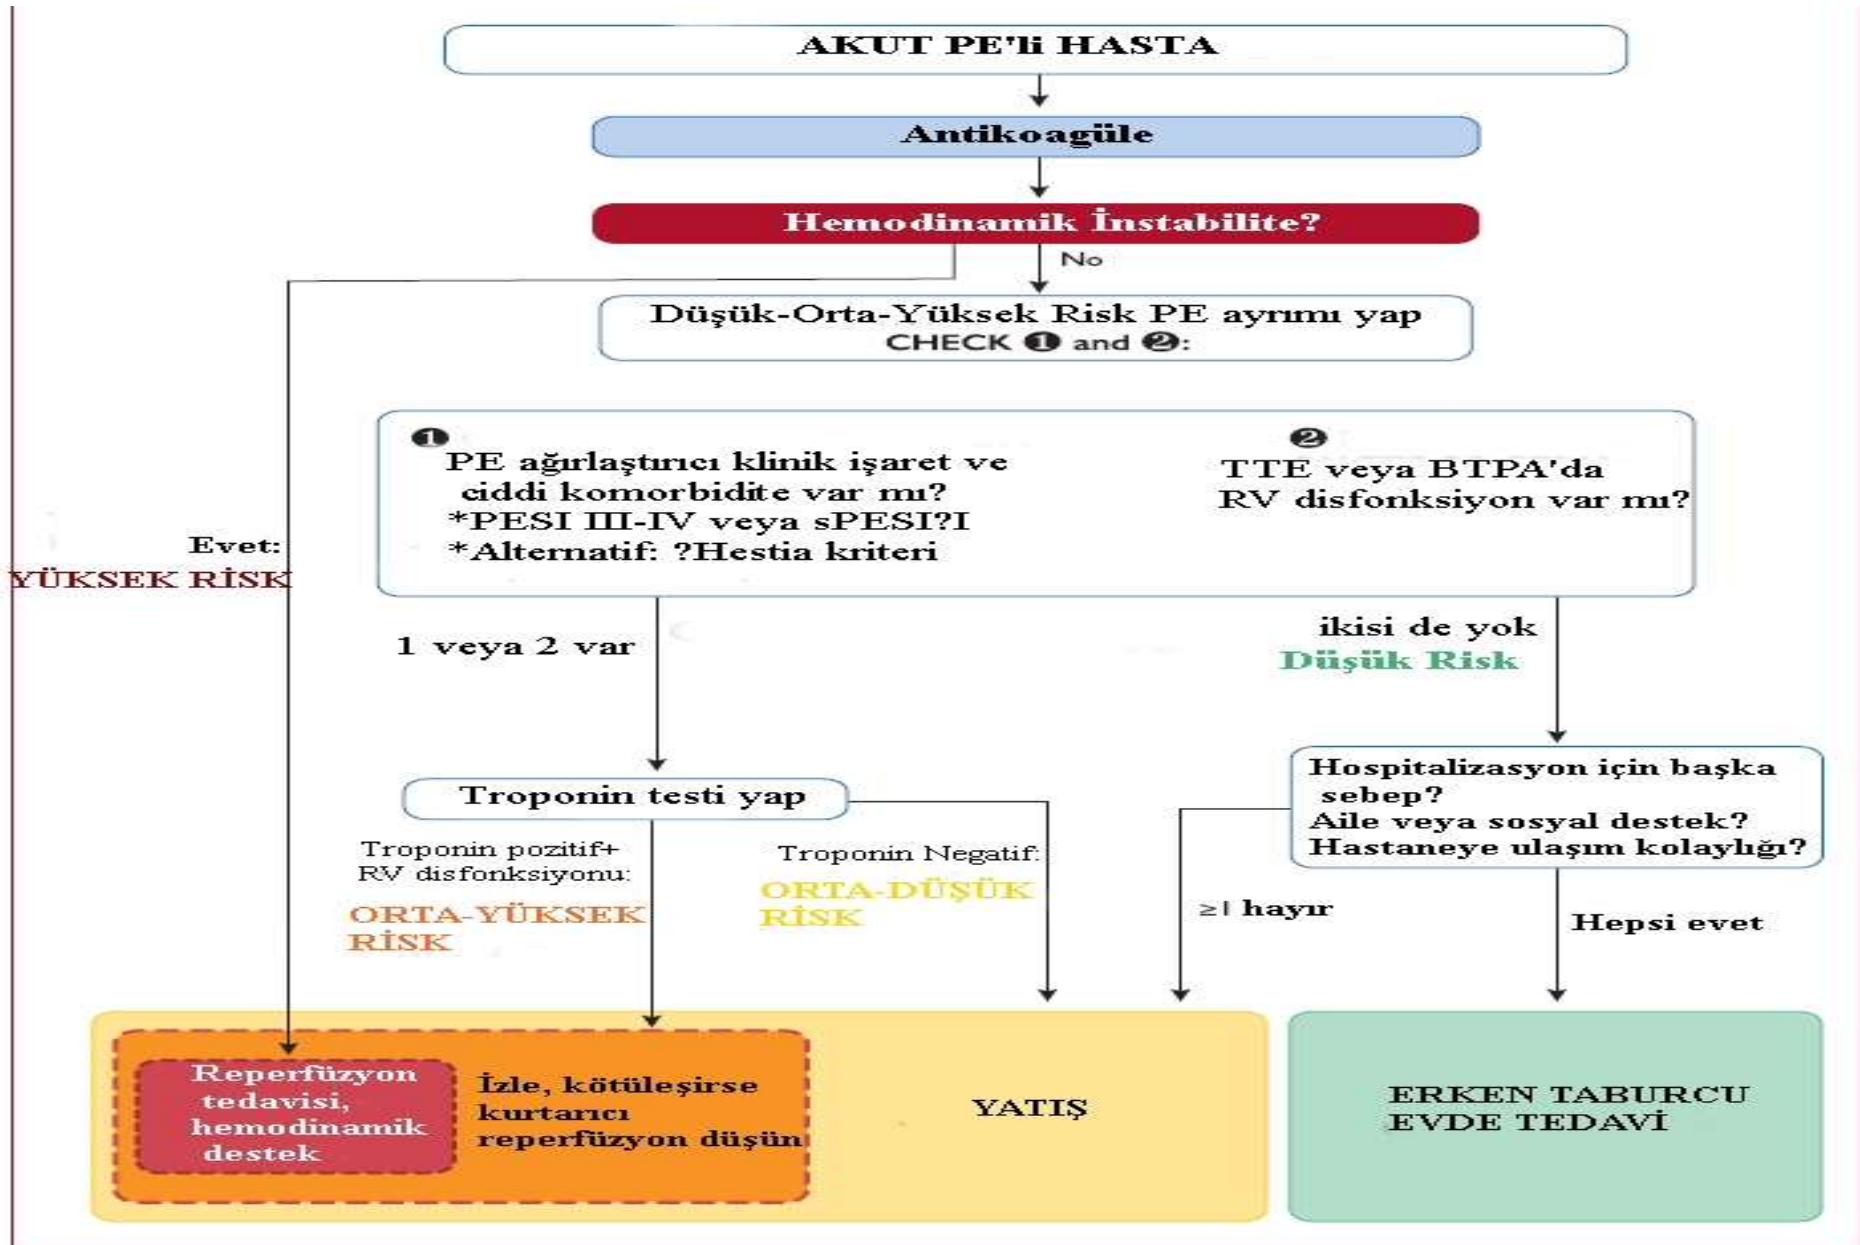 AKUT PE'li HASTA
Antikoagüle
Hemodinamik İnstabilite?
No
Düşük-Orta-Yüksek Risk PE ayrımı yap
CHECK ❶ and ❷:
❶
PE ağırlaştırıcı klinik işaret ve
ciddi komorbidite var mı?
*PESI III-IV veya sPESI?I
*Alternatif: ?Hestia kriteri
❷
TTE veya BTPA'da
RV disfonksiyon var mı?
Evet:
YÜKSEK RİSK
1 veya 2 var
ikisi de yok
Düşük Risk
Troponin testi yap
Hospitalizasyon için başka
sebep?
Aile veya sosyal destek?
Hastaneye ulaşım kolaylığı?
Troponin pozitif+
RV disfonksiyonu:
ORTA-YÜKSEK
RİSK
Troponin Negatif:
ORTA-DÜŞÜK
RİSK
≥1 hayır
Hepsi evet
Reperfüzyon
tedavisi,
hemodinamik
destek
İzle, kötüleşirse
kurtarıcı
reperfüzyon düşün
YATIŞ
ERKEN TABURCU
EVDE TEDAVİ